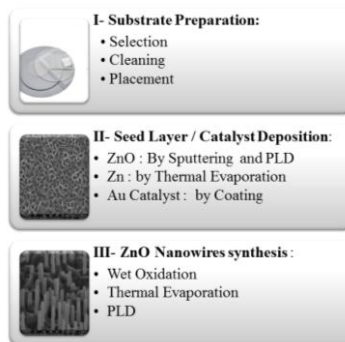 I- Substrate Preparation:
• Selection
• Cleaning
• Placement
II- Seed Layer / Catalyst Deposition:
• ZnO : By Sputtering and PLD
• Zn : by Thermal Evaporation
• Au Catalyst : by Coating
III- ZnO Nanowires synthesis :
• Wet Oxidation
• Thermal Evaporation
• PLD